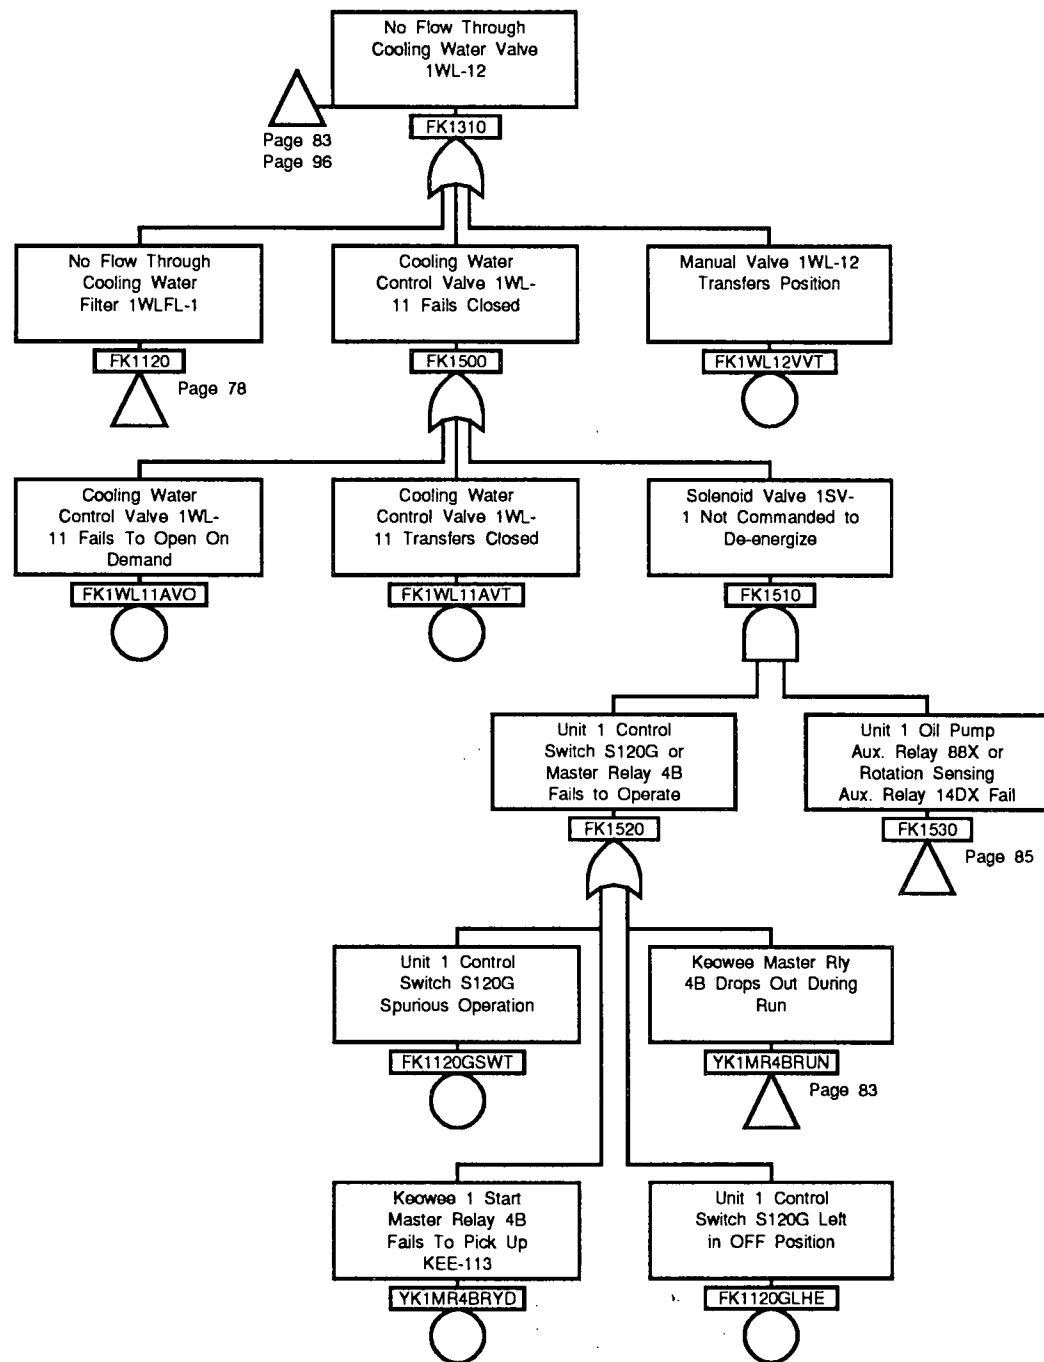 No Flow Through
Cooling Water Valve
1WL-12
Page 83
Page 96
FK1310
No Flow Through
Cooling Water
Filter 1WLFL-1
FK1120
Page 78
Cooling Water
Control Valve 1WL-
11 Fails Closed
FK1500
Manual Valve 1WL-12
Transfers Position
FK1WL12VVT
Cooling Water
Control Valve 1WL-
11 Fails To Open On
Demand
FK1WL11AVO
Cooling Water
Control Valve 1WL-
11 Transfers Closed
FK1WL11AVT
Solenoid Valve 1SV-
1 Not Commanded to
De-energize
FK1510
Unit 1 Control
Switch S120G or
Master Relay 4B
Fails to Operate
FK1520
Unit 1 Oil Pump
Aux. Relay 88X or
Rotation Sensing
Aux. Relay 14DX Fail
FK1530
Page 85
Unit 1 Control
Switch S120G
Spurious Operation
FK1120GSWT
Keowee Master Rly
4B Drops Out During
Run
YK1MR4BRUN
Page 83
Keowee 1 Start
Master Relay 4B
Fails To Pick Up
KEE-113
YK1MR4BRYD
Unit 1 Control
Switch S120G Left
in OFF Position
FK1120GLHE